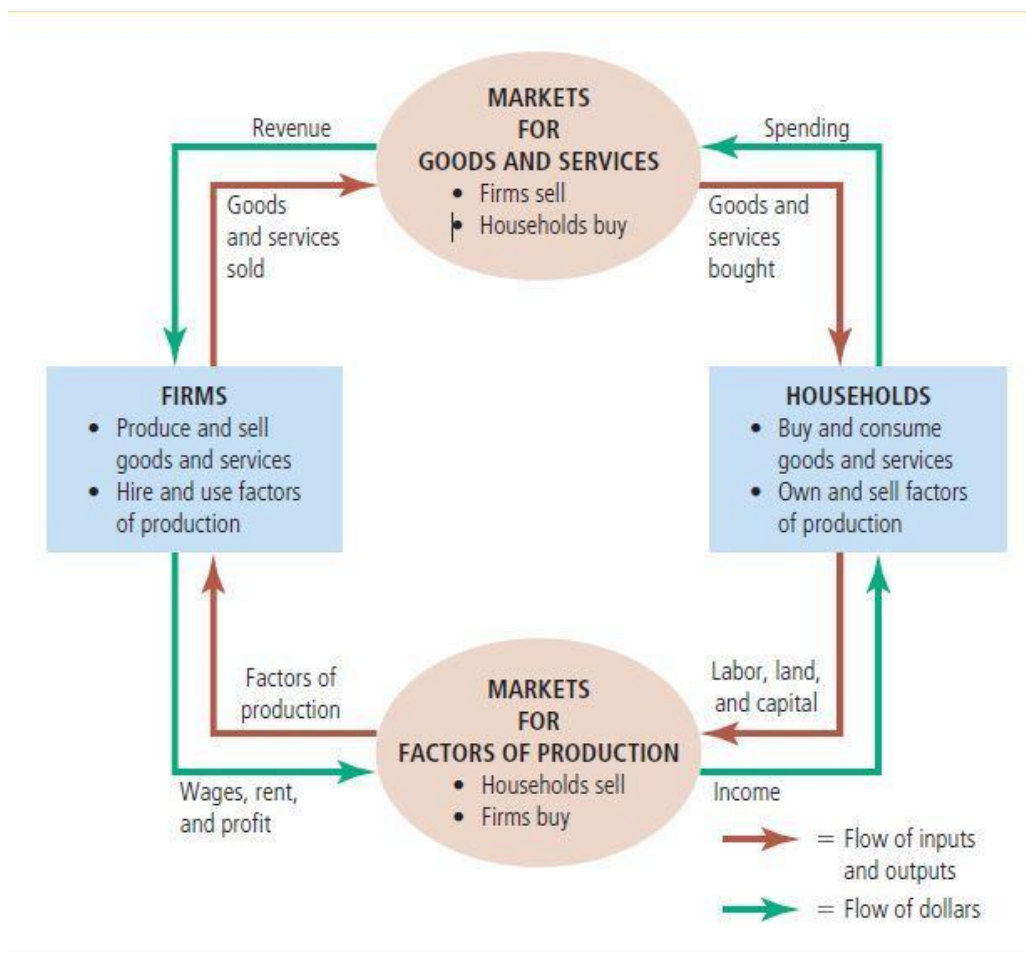 MARKETS
FOR
GOODS AND SERVICES
• Firms sell
• Households buy
Revenue
Spending
Goods
and services
sold
Goods and
services
bought
FIRMS
• Produce and sell
goods and services
• Hire and use factors
of production
HOUSEHOLDS
• Buy and consume
goods and services
• Own and sell factors
of production
Factors of
production
Labor, land,
and capital
MARKETS
FOR
FACTORS OF PRODUCTION
• Households sell
• Firms buy
Wages, rent,
and profit
Income
= Flow of inputs
and outputs
= Flow of dollars